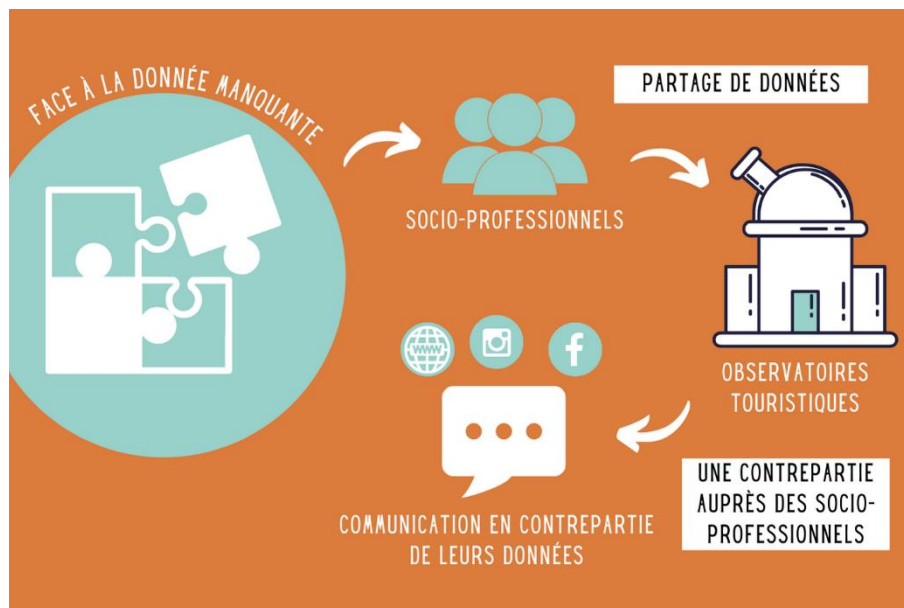 FACE À LA DONNÉE MANQUANTE
PARTAGE DE DONNÉES
SOCIO-PROFESSIONNELS
OBSERVATOIRES
TOURISTIQUES
WWW
UNE CONTREPARTIE
AUPRÈS DES SOCIO-
PROFESSIONNELS
COMMUNICATION EN CONTREPARTIE
DE LEURS DONNÉES